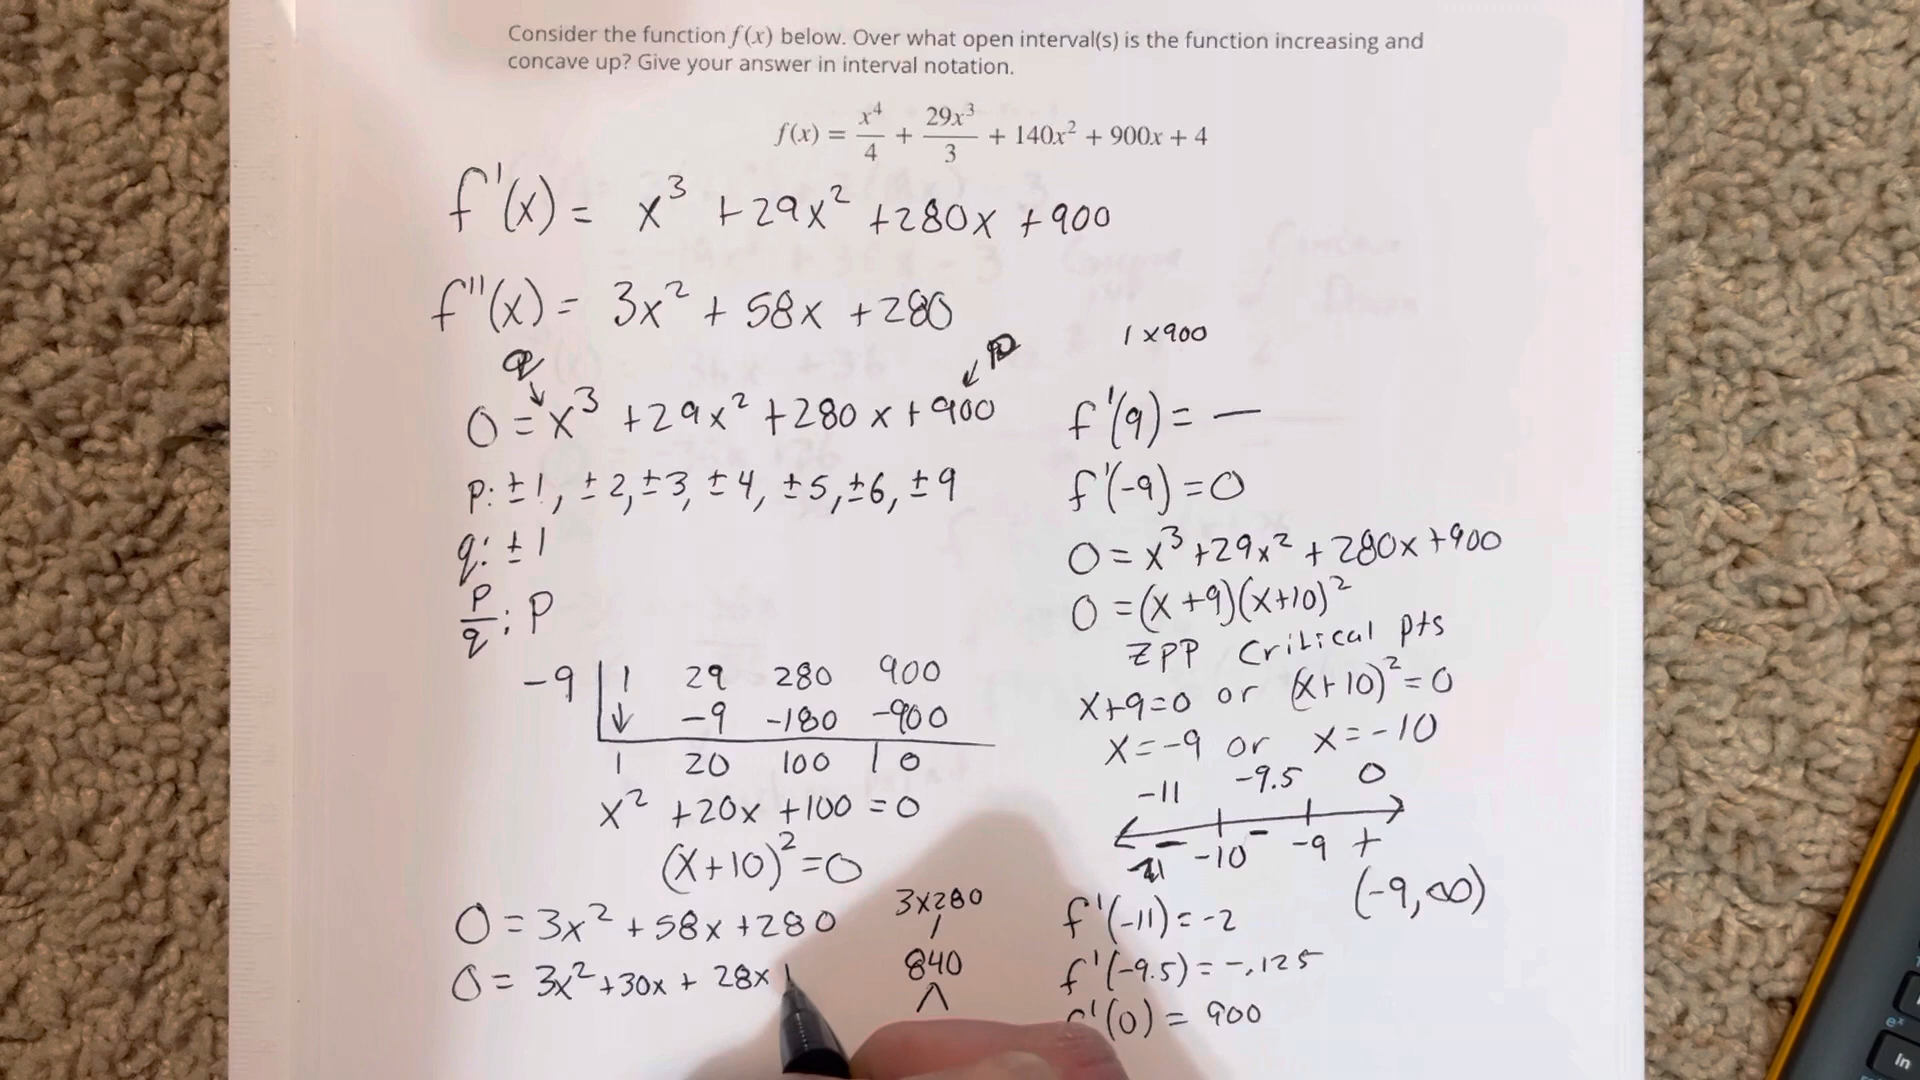 Consider the function f(x) below. Over what open interval(s) is the function increasing and
concave up? Give your answer in interval notation.
f(x) = x⁴/4 + 29x³/3 + 140x² + 900x + 4
f'(x) = x³ + 29x² + 280x + 900
f''(x) = 3x² + 58x + 280
q p
0 = x³ + 29x² + 280x + 900
p: ±1, ±2, ±3, ±4, ±5, ±6, ±9
q: ±1
p/q : p
-9 | 1 29 280 900
↓ -9 -180 -900
1 20 100 | 0
x² + 20x + 100 = 0
(x+10)² = 0
0 = 3x² + 58x + 280
0 = 3x² + 30x + 28x
3x280
840
1 x 900
f'(9) = —
f'(-9) = 0
0 = x³ + 29x² + 280x + 900
0 = (x+9)(x+10)²
ZPP Critical pts
x+9=0 or (x+10)² = 0
x = -9 or x = -10
-11 -9.5 0
− -10 − -9 +
(-9, ∞)
f'(-11) = -2
f'(-9.5) = -.125
f'(0) = 900
eˣ
ln